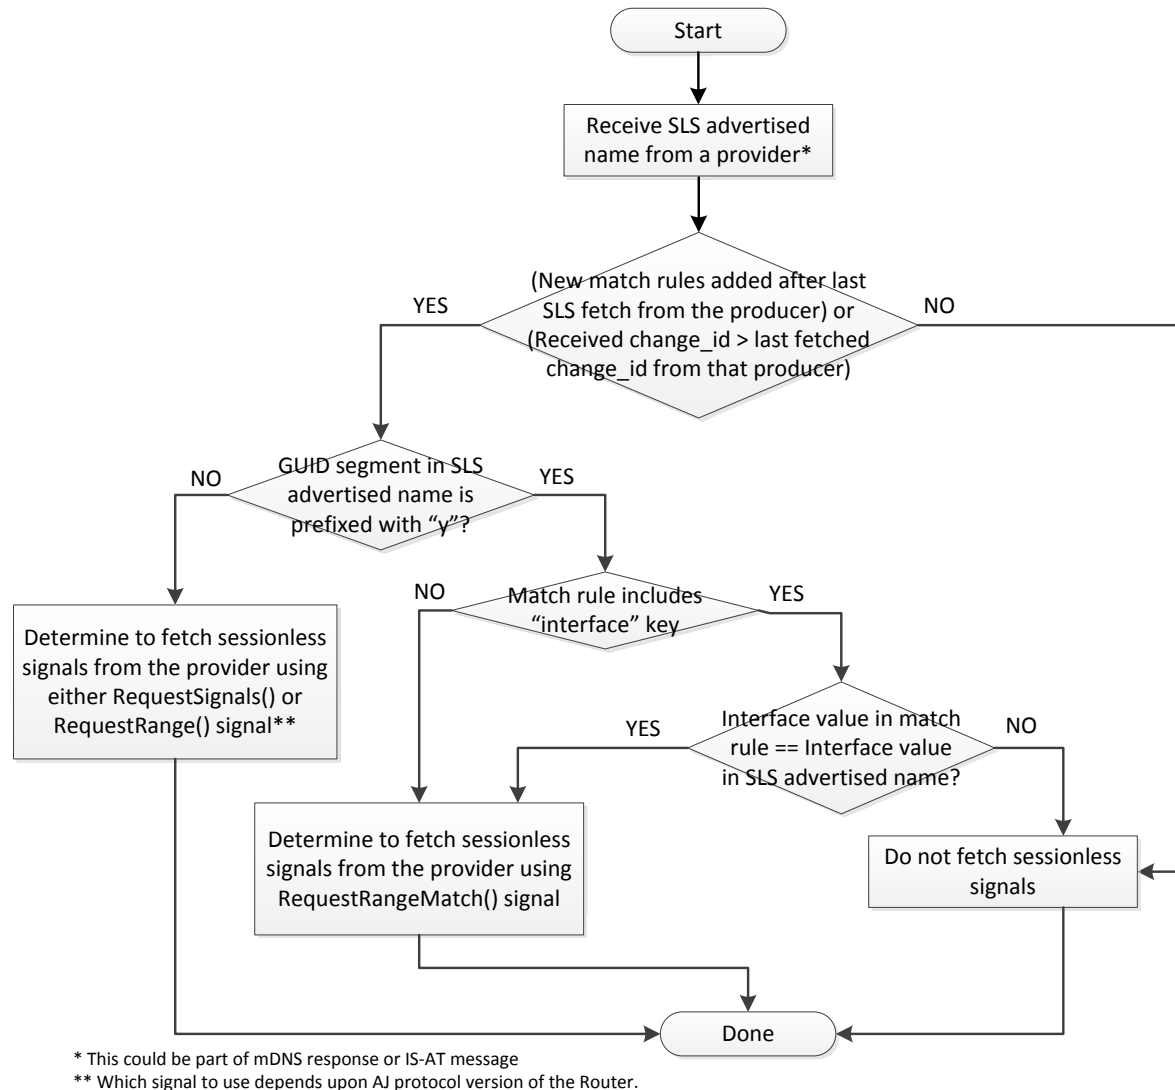 Start
Receive SLS advertised
name from a provider*
(New match rules added after last
SLS fetch from the producer) or
(Received change_id > last fetched
change_id from that producer)
YES
NO
GUID segment in SLS
advertised name is
prefixed with “y”?
NO
YES
Match rule includes
“interface” key
NO
YES
Determine to fetch sessionless
signals from the provider using
either RequestSignals() or
RequestRange() signal**
Interface value in match
rule == Interface value
in SLS advertised name?
YES
NO
Determine to fetch sessionless
signals from the provider using
RequestRangeMatch() signal
Do not fetch sessionless
signals
Done
* This could be part of mDNS response or IS-AT message
** Which signal to use depends upon AJ protocol version of the Router.